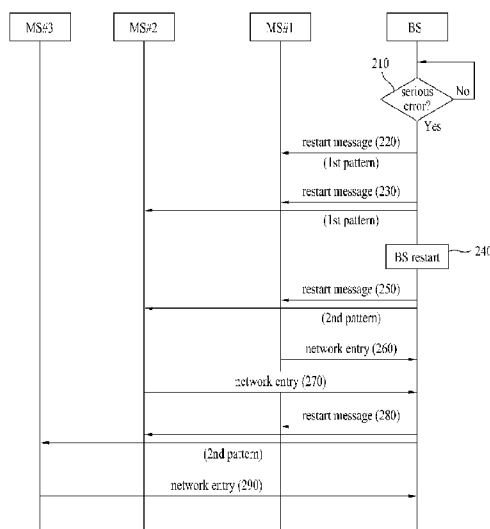 MS#3 MS#2 MS#1 BS
210
serious
error?
No
Yes
restart message (220)
(1st pattern)
restart message (230)
(1st pattern)
BS restart
240
restart message (250)
(2nd pattern)
network entry (260)
network entry (270)
restart message (280)
(2nd pattern)
network entry (290)